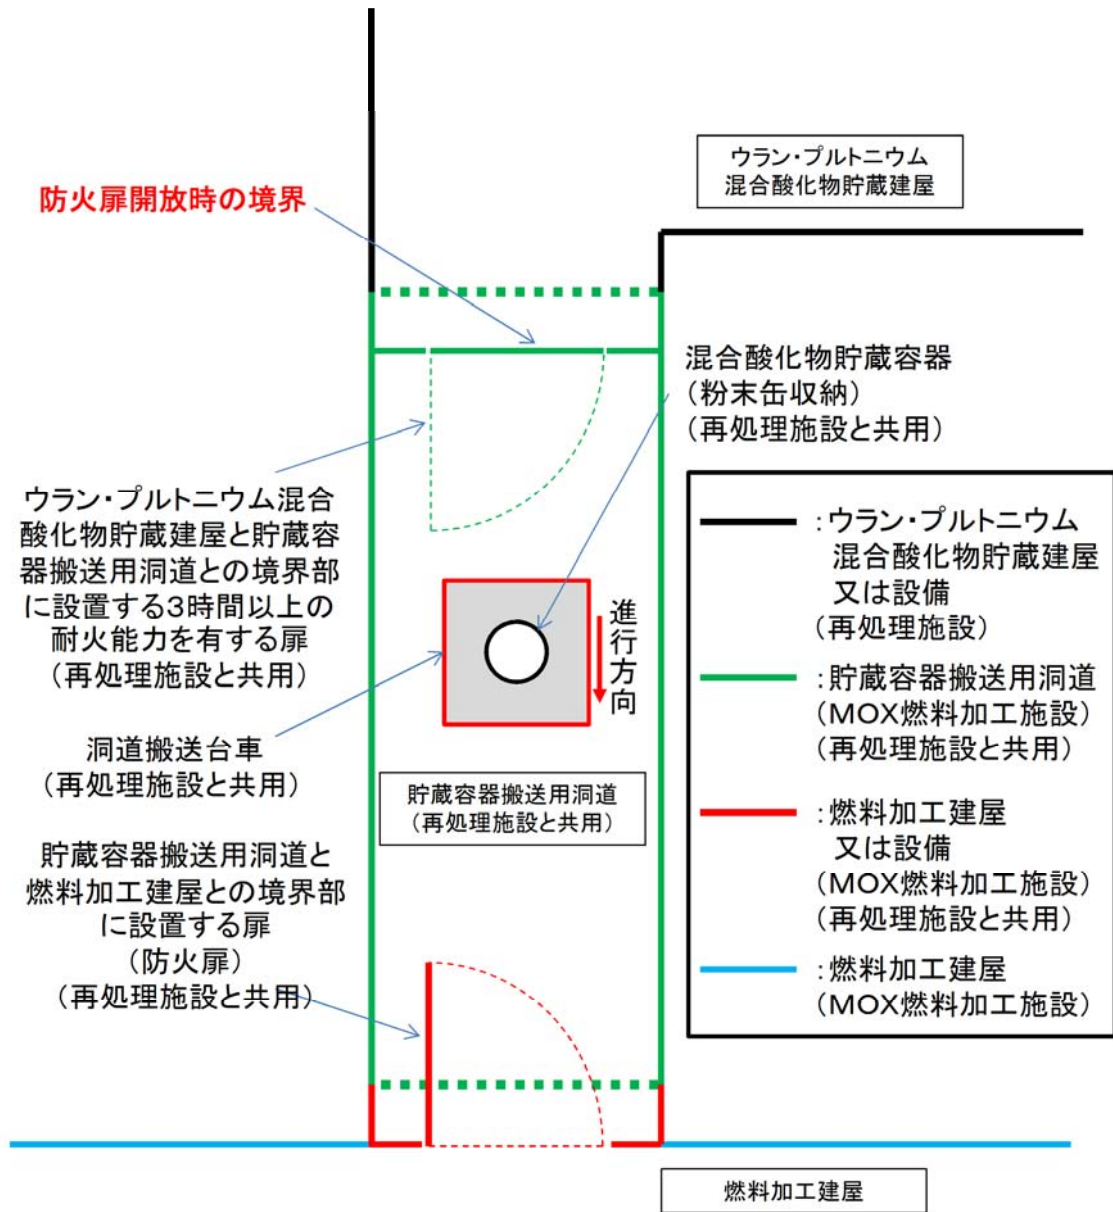 ウラン・プルトニウム
混合酸化物貯蔵建屋
防火扉開放時の境界
混合酸化物貯蔵容器
（粉末缶収納）
（再処理施設と共用）
ウラン・プルトニウム混合
酸化物貯蔵建屋と貯蔵容
器搬送用洞道との境界部
に設置する3時間以上の
耐火能力を有する扉
（再処理施設と共用）
進行方向
洞道搬送台車
（再処理施設と共用）
貯蔵容器搬送用洞道
（再処理施設と共用）
貯蔵容器搬送用洞道と
燃料加工建屋との境界部
に設置する扉
（防火扉）
（再処理施設と共用）
：ウラン・プルトニウム
混合酸化物貯蔵建屋
又は設備
（再処理施設）
：貯蔵容器搬送用洞道
（MOX燃料加工施設）
（再処理施設と共用）
：燃料加工建屋
又は設備
（MOX燃料加工施設）
（再処理施設と共用）
：燃料加工建屋
（MOX燃料加工施設）
燃料加工建屋